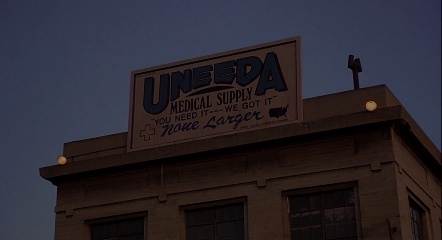 UNEEDA
MEDICAL SUPPLY
"YOU NEED IT---WE GOT IT"
None Larger